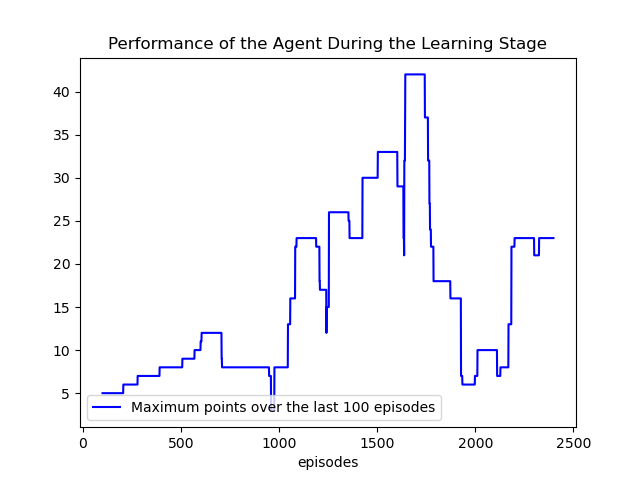 Performance of the Agent During the Learning Stage
40
35
30
25
20
15
10
5
Maximum points over the last 100 episodes
0 500 1000 1500 2000 2500
episodes